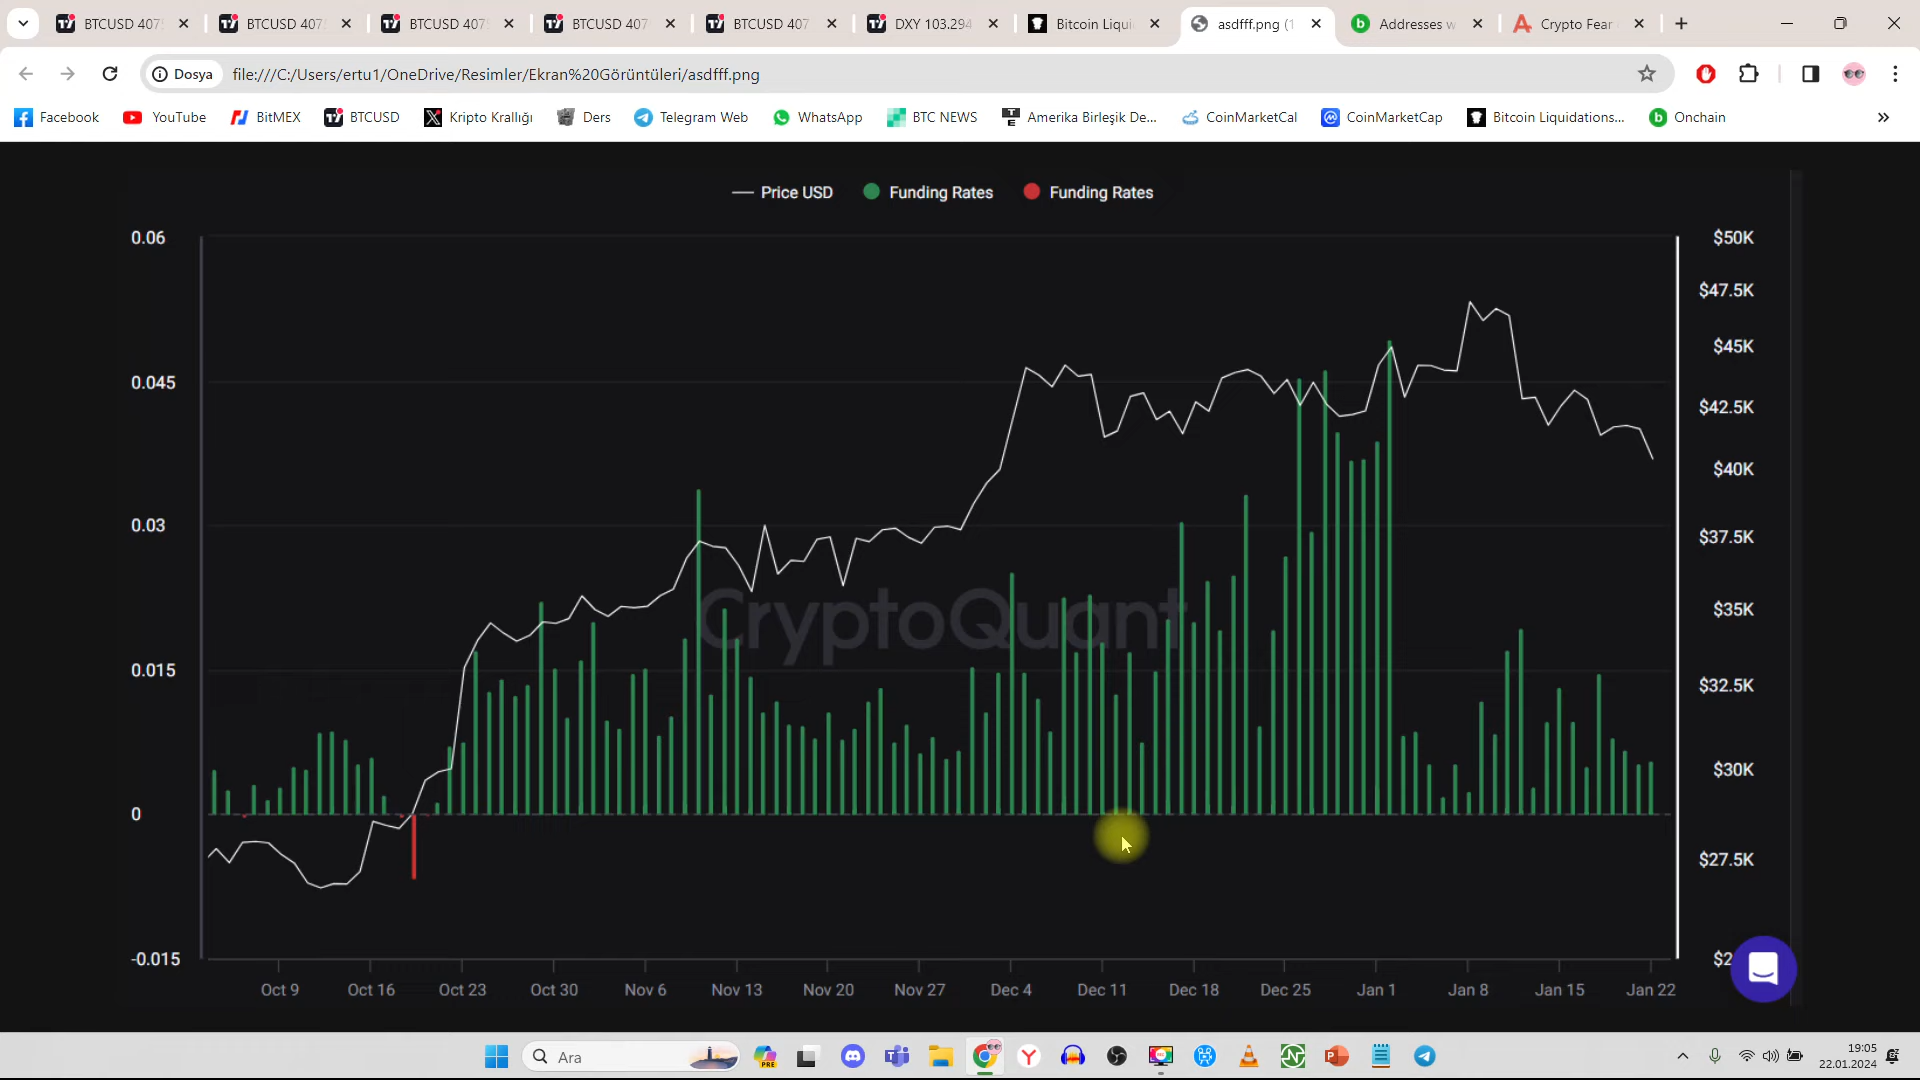 BTCUSD 407
BTCUSD 407
BTCUSD 407
BTCUSD 407
BTCUSD 407
DXY 103.294
Bitcoin Liqui
asdfff.png (1
Addresses w
Crypto Fear
Dosya
file:///C:/Users/ertu1/OneDrive/Resimler/Ekran%20Görüntüleri/asdfff.png
Facebook
YouTube
BitMEX
BTCUSD
Kripto Krallığı
Ders
Telegram Web
WhatsApp
BTC NEWS
Amerika Birleşik De...
CoinMarketCal
CoinMarketCap
Bitcoin Liquidations...
Onchain
Price USD
Funding Rates
Funding Rates
0.06
0.045
0.03
0.015
0
-0.015
$50K
$47.5K
$45K
$42.5K
$40K
$37.5K
$35K
$32.5K
$30K
$27.5K
CryptoQuant
Oct 9
Oct 16
Oct 23
Oct 30
Nov 6
Nov 13
Nov 20
Nov 27
Dec 4
Dec 11
Dec 18
Dec 25
Jan 1
Jan 8
Jan 15
Jan 22
Ara
PRE
19:05
22.01.2024